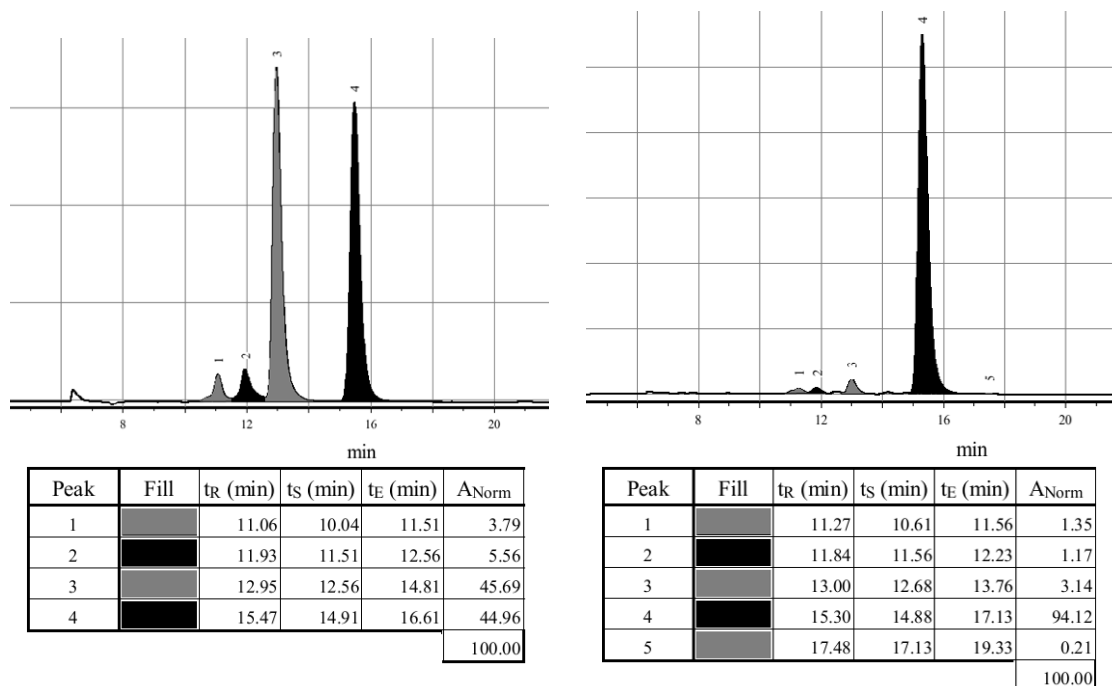 3
4
1
2
8 12 16 20
min
Peak Fill tR (min) tS (min) tE (min) ANorm
1 11.06 10.04 11.51 3.79
2 11.93 11.51 12.56 5.56
3 12.95 12.56 14.81 45.69
4 15.47 14.91 16.61 44.96
100.00
4
1
2
3
5
8 12 16 20
min
Peak Fill tR (min) tS (min) tE (min) ANorm
1 11.27 10.61 11.56 1.35
2 11.84 11.56 12.23 1.17
3 13.00 12.68 13.76 3.14
4 15.30 14.88 17.13 94.12
5 17.48 17.13 19.33 0.21
100.00